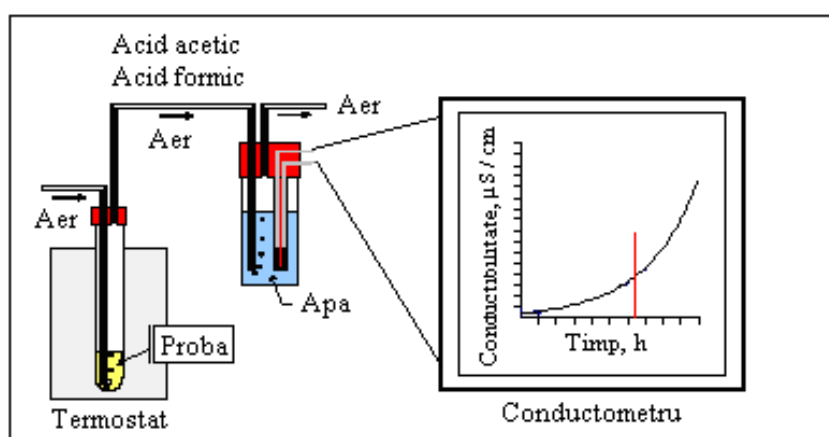 Acid acetic
Acid formic
Aer
Aer
Aer
Apa
Proba
Termostat
Conductibilitate, µS / cm
Timp, h
Conductometru